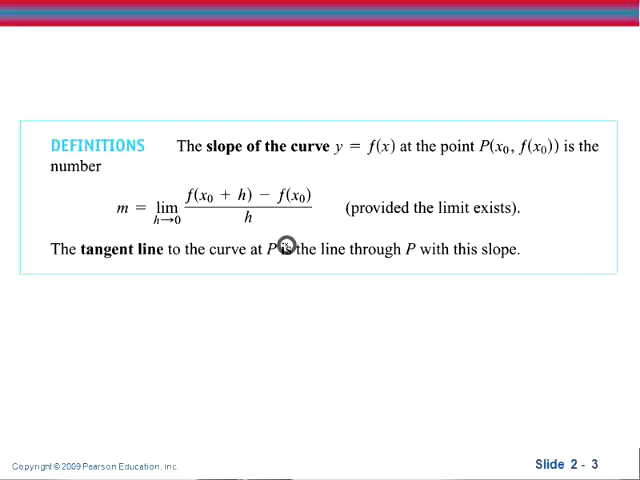 DEFINITIONS The slope of the curve y = f(x) at the point P(x₀, f(x₀)) is the
number
m = lim h→0 f(x₀ + h) − f(x₀) / h (provided the limit exists).
The tangent line to the curve at P is the line through P with this slope.
Copyright © 2009 Pearson Education, Inc.
Slide 2 - 3